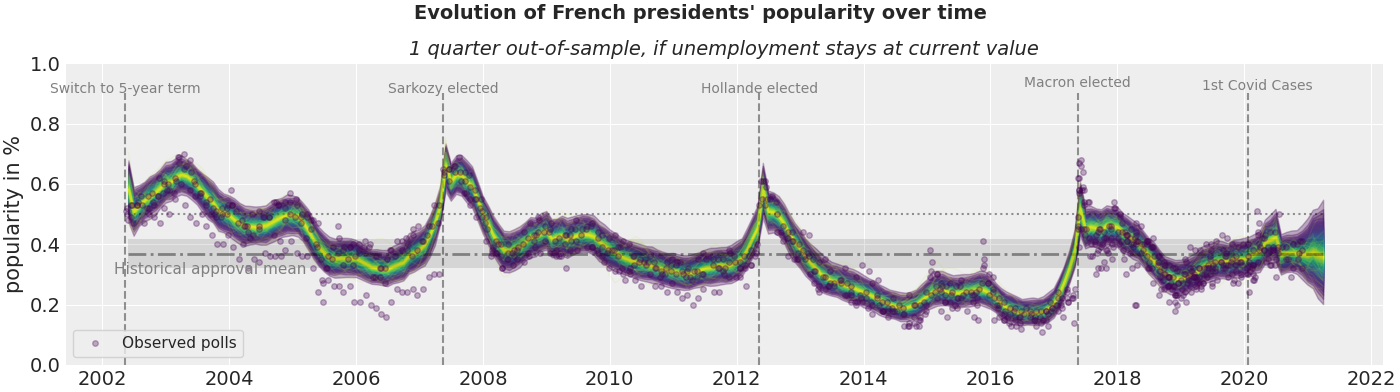 Evolution of French presidents' popularity over time
1 quarter out-of-sample, if unemployment stays at current value
popularity in %
1.0
0.8
0.6
0.4
0.2
0.0
Switch to 5-year term
Sarkozy elected
Hollande elected
Macron elected
1st Covid Cases
Historical approval mean
Observed polls
2002 2004 2006 2008 2010 2012 2014 2016 2018 2020 2022